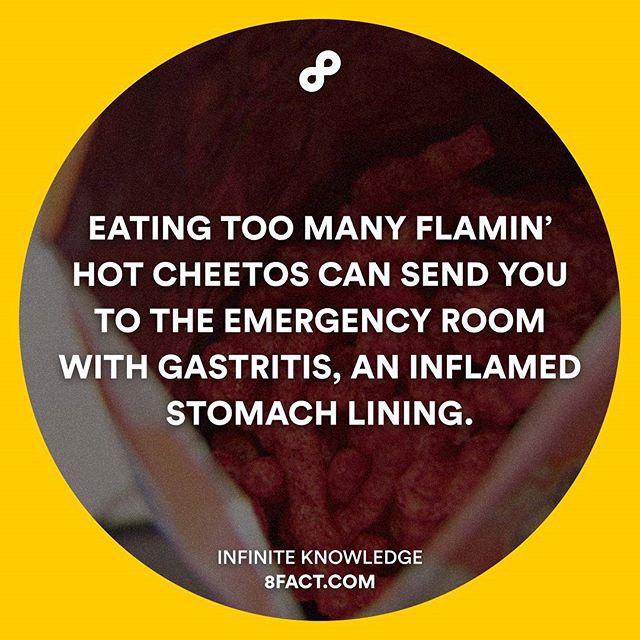 EATING TOO MANY FLAMIN’
HOT CHEETOS CAN SEND YOU
TO THE EMERGENCY ROOM
WITH GASTRITIS, AN INFLAMED
STOMACH LINING.
INFINITE KNOWLEDGE
8FACT.COM